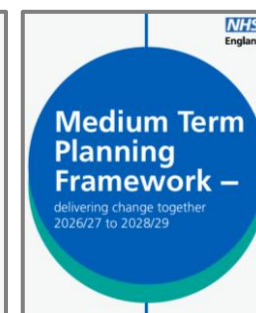 NHS
England
Medium Term
Planning
Framework –
delivering change together
2026/27 to 2028/29